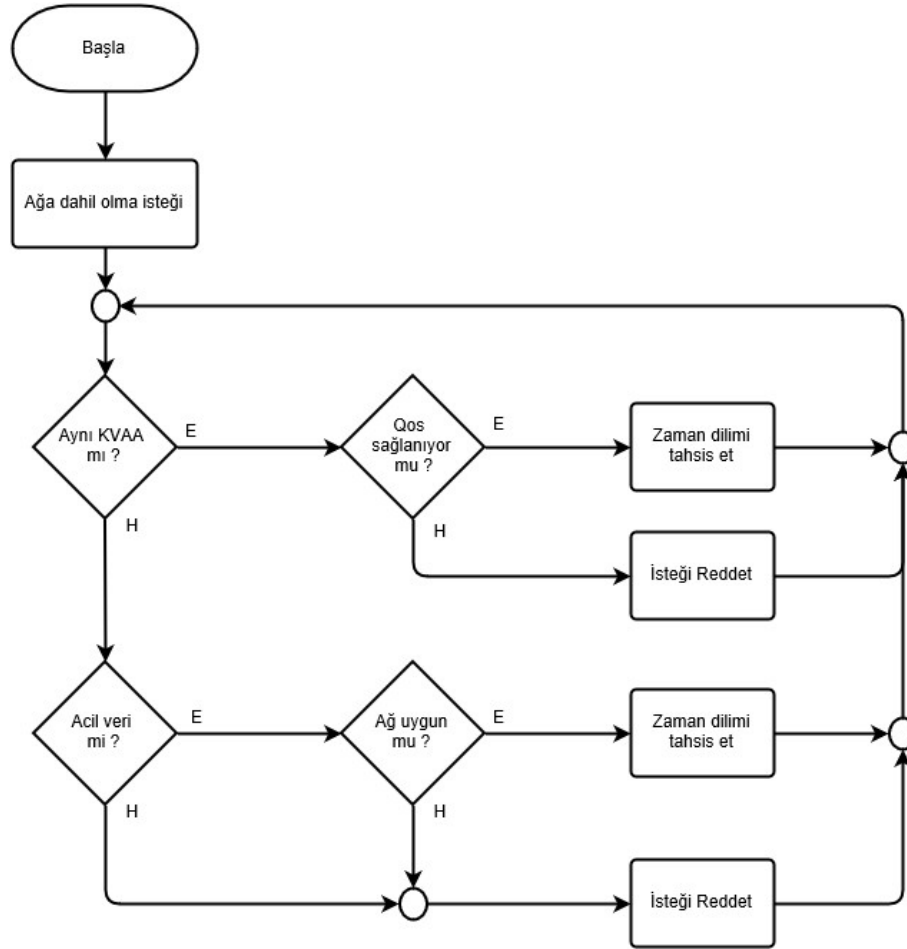 Başla
Ağa dahil olma isteği
Aynı KVAA
mı ?
E
H
Qos
sağlanıyor
mu ?
E
H
Zaman dilimi
tahsis et
İsteği Reddet
Acil veri
mi ?
E
H
Ağ uygun
mu ?
E
H
Zaman dilimi
tahsis et
İsteği Reddet